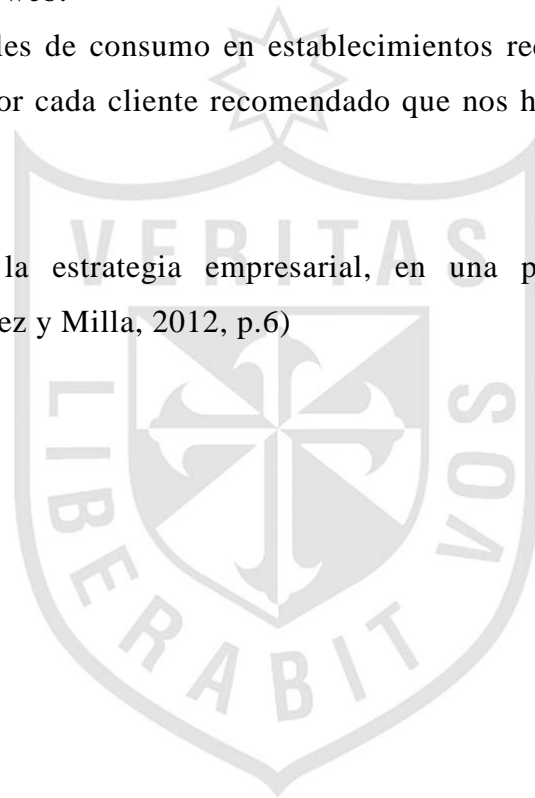 les de consumo en establecimientos
or cada cliente recomendado que nos
la estrategia empresarial, en una
ez y Milla, 2012, p.6)
VERITAS
LIBERABIT
VOS